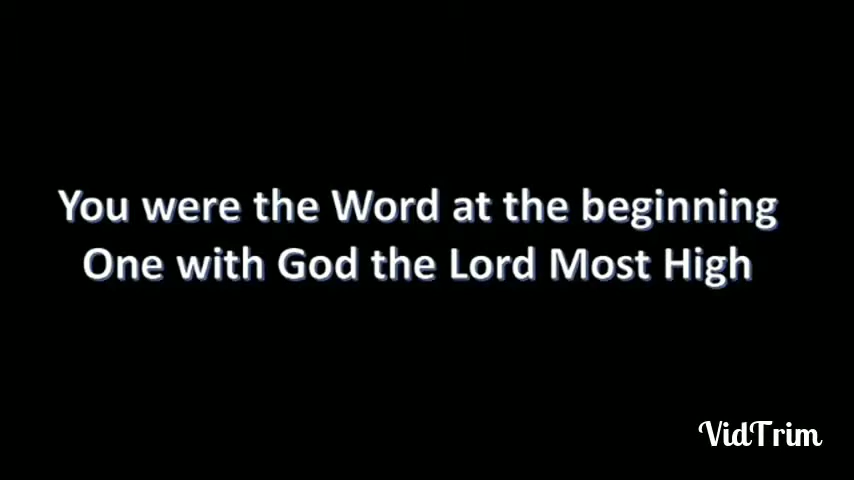 You were the Word at the beginning
One with God the Lord Most High
VidTrim